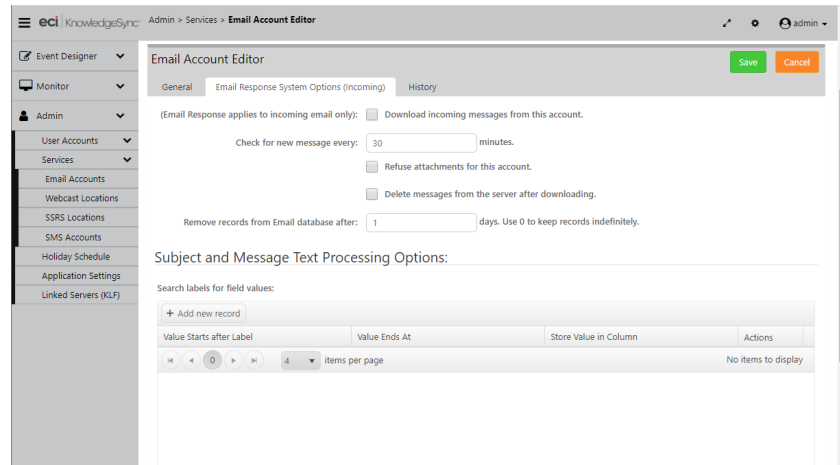 eci KnowledgeSync
Admin > Services > Email Account Editor
admin
Event Designer
Monitor
Admin
User Accounts
Services
Email Accounts
Webcast Locations
SSRS Locations
SMS Accounts
Holiday Schedule
Application Settings
Linked Servers (KLF)
Email Account Editor
Save
Cancel
General
Email Response System Options (Incoming)
History
(Email Response applies to incoming email only): Download incoming messages from this account.
Check for new message every: 30 minutes.
Refuse attachments for this account.
Delete messages from the server after downloading.
Remove records from Email database after: 1 days. Use 0 to keep records indefinitely.
Subject and Message Text Processing Options:
Search labels for field values:
+ Add new record
Value Starts after Label Value Ends At Store Value in Column Actions
0 4 items per page No items to display